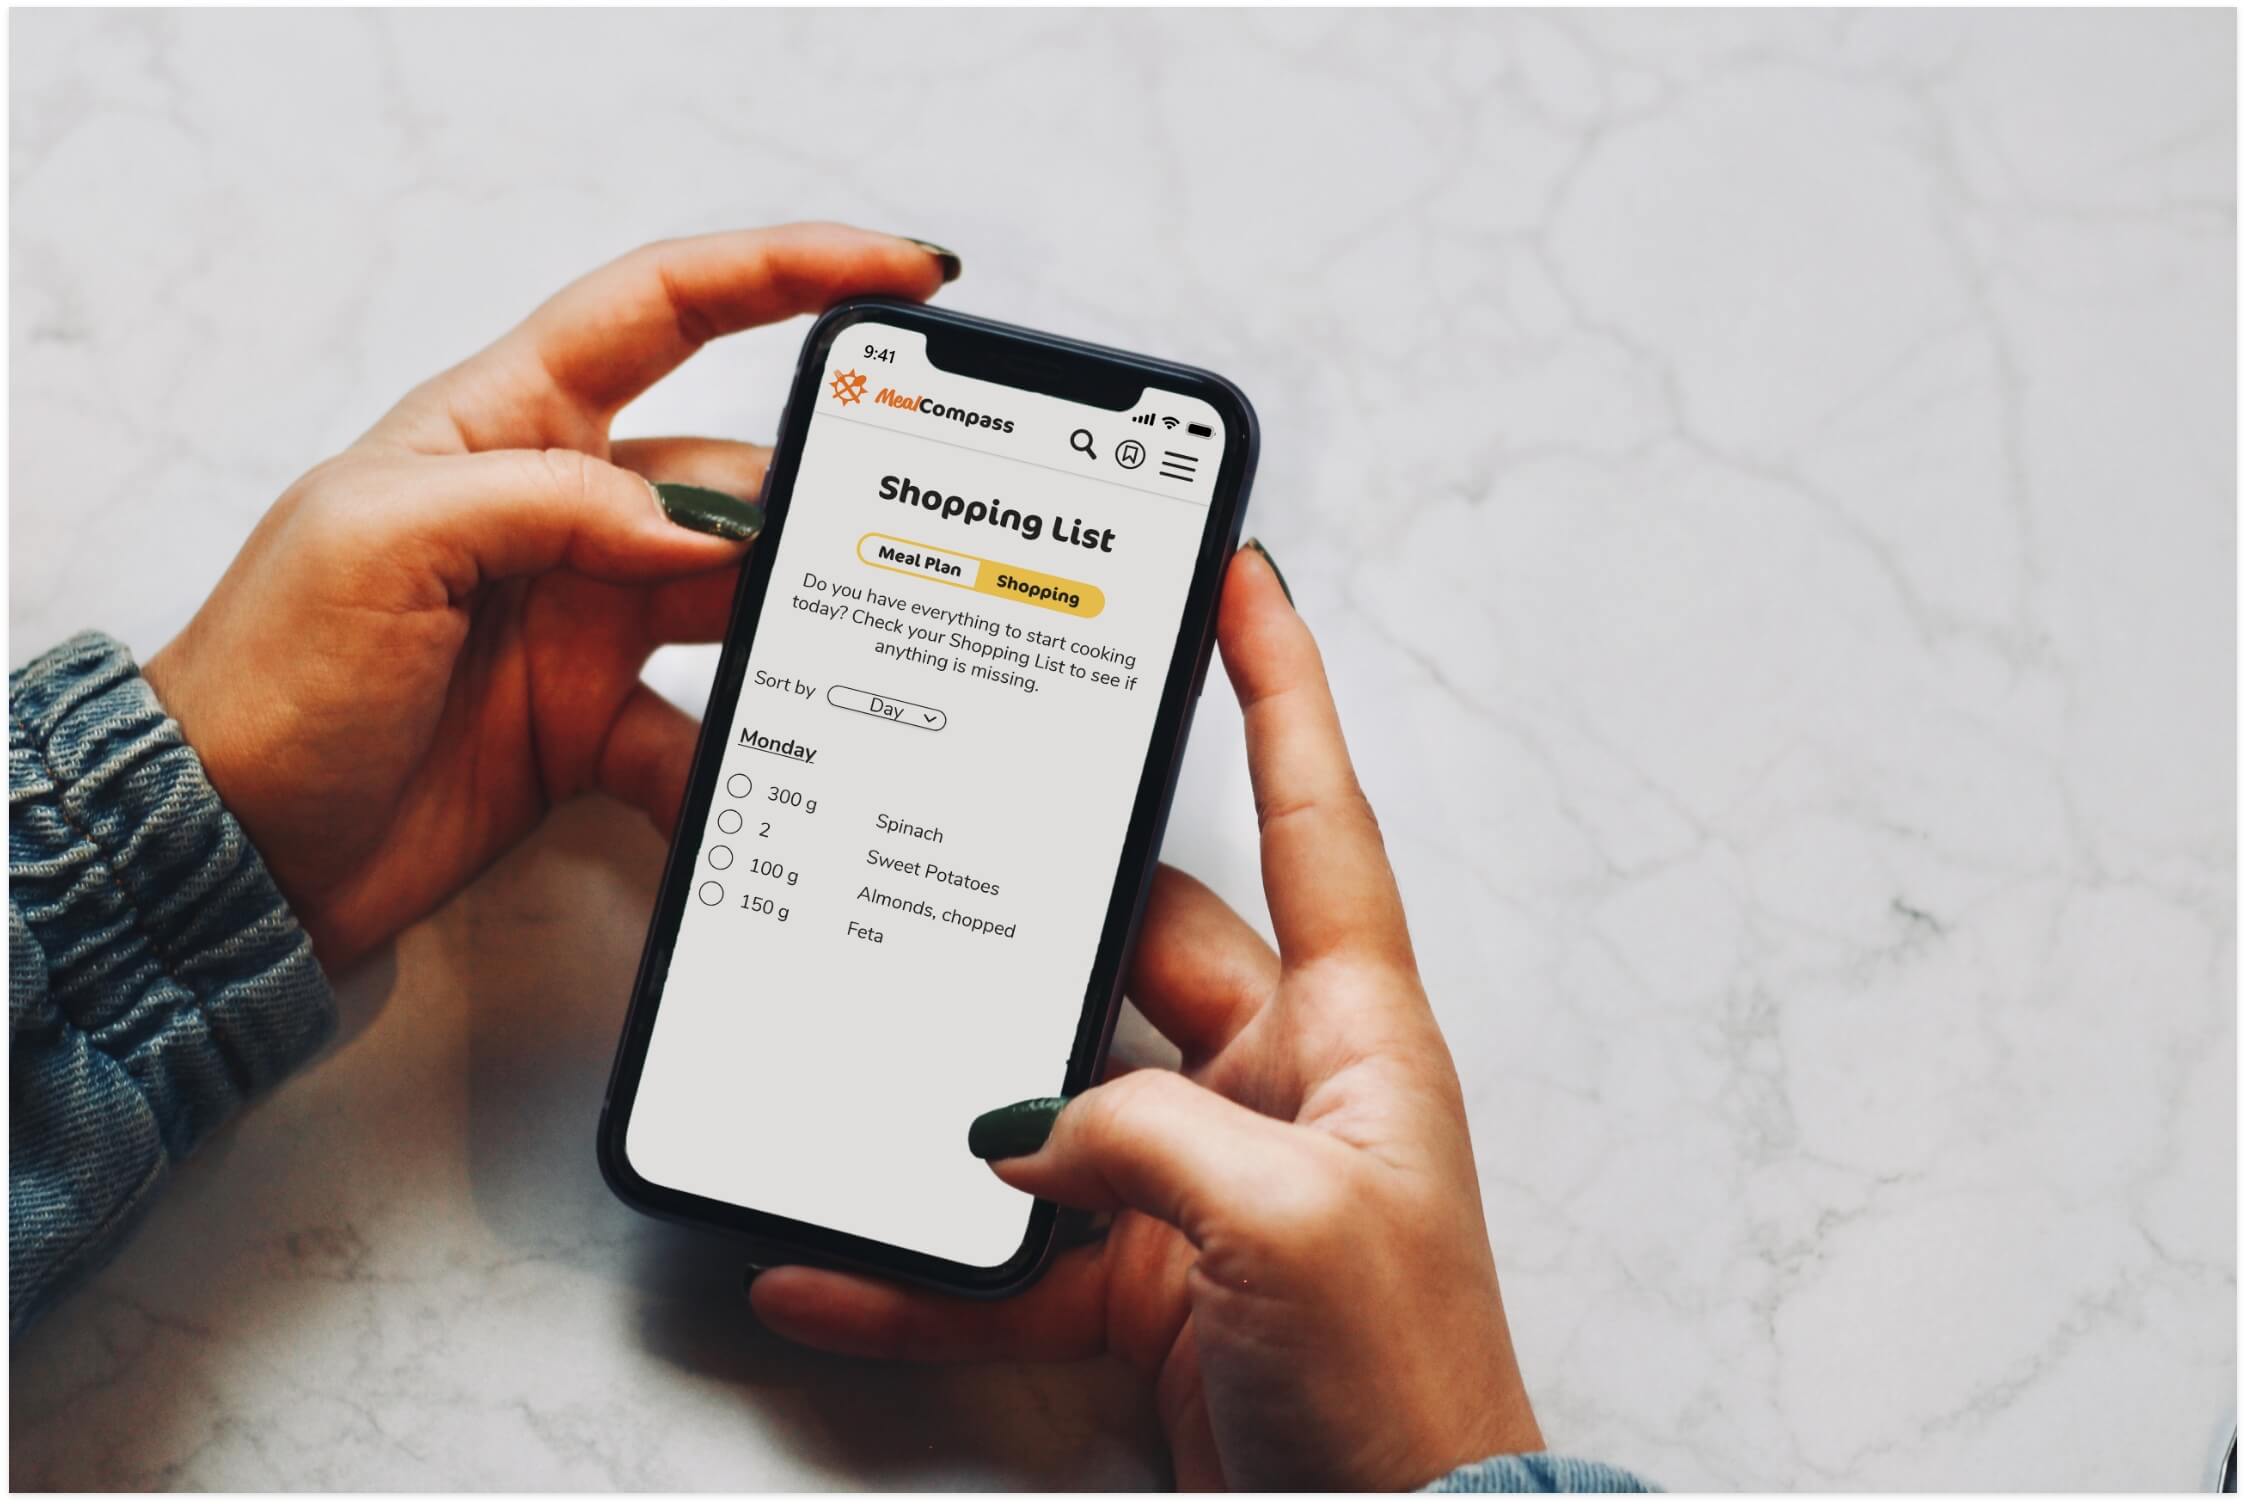 9:41
MealCompass
Shopping List
Meal Plan
Shopping
Do you have everything to start cooking
today? Check your Shopping List to see if
anything is missing.
Sort by
Day
Monday
300 g Spinach
2 Sweet Potatoes
100 g Almonds, chopped
150 g Feta